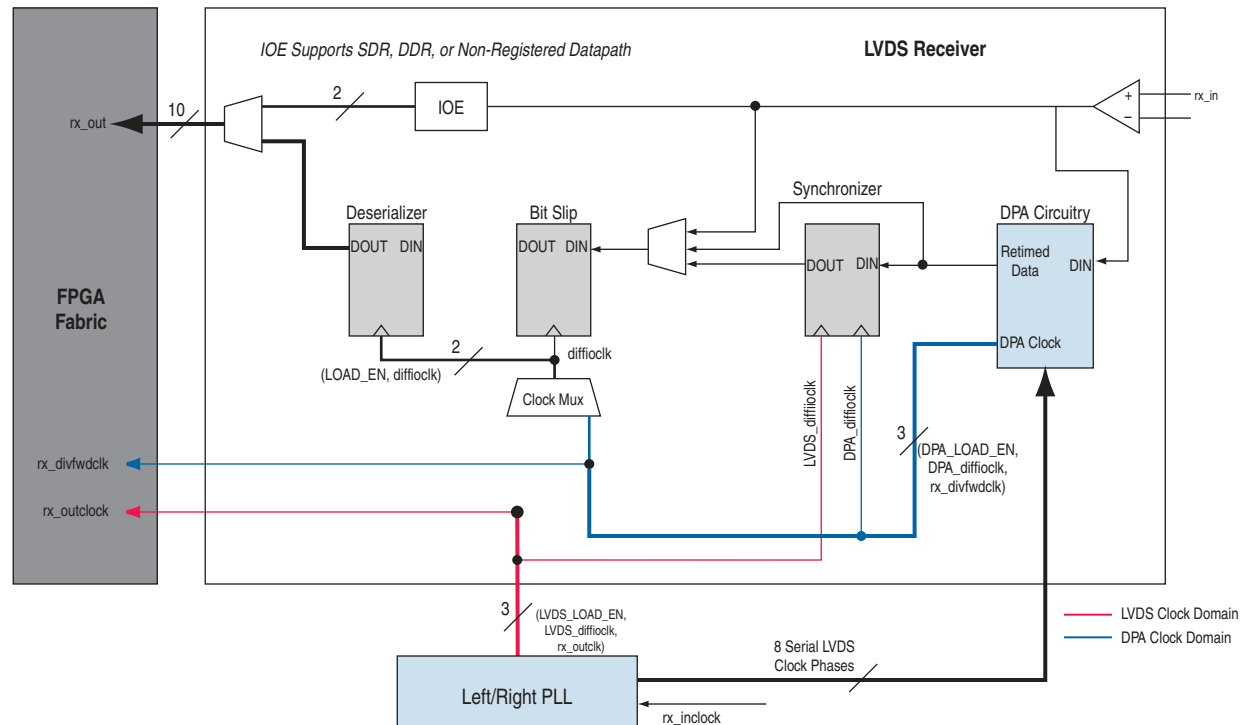 IOE Supports SDR, DDR, or Non-Registered Datapath
LVDS Receiver
2
IOE
+
–
rx_in
10
rx_out
Synchronizer
Deserializer
Bit Slip
DPA Circuitry
DOUT DIN
DOUT DIN
DOUT DIN
Retimed
Data
DIN
FPGA
Fabric
DPA Clock
2
diffioclk
(LOAD_EN, diffioclk)
Clock Mux
LVDS_diffiioclk
DPA_diffioclk
3
(DPA_LOAD_EN,
DPA_diffioclk,
rx_divfwdclk)
rx_divfwdclk
rx_outclock
3
(LVDS_LOAD_EN,
LVDS_diffioclk,
rx_outclk)
LVDS Clock Domain
DPA Clock Domain
8 Serial LVDS
Clock Phases
Left/Right PLL
rx_inclock